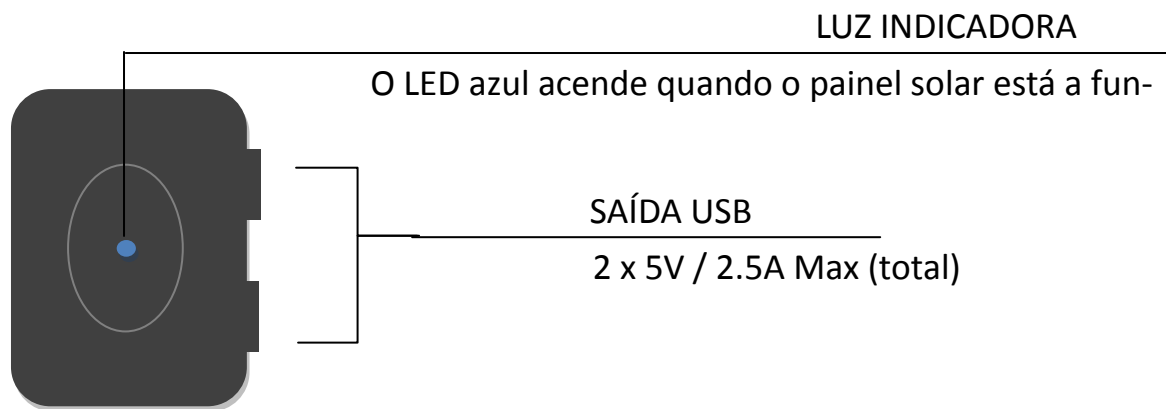 LUZ INDICADORA
O LED azul acende quando o painel solar está a fun-
SAÍDA USB
2 x 5V / 2.5A Max (total)